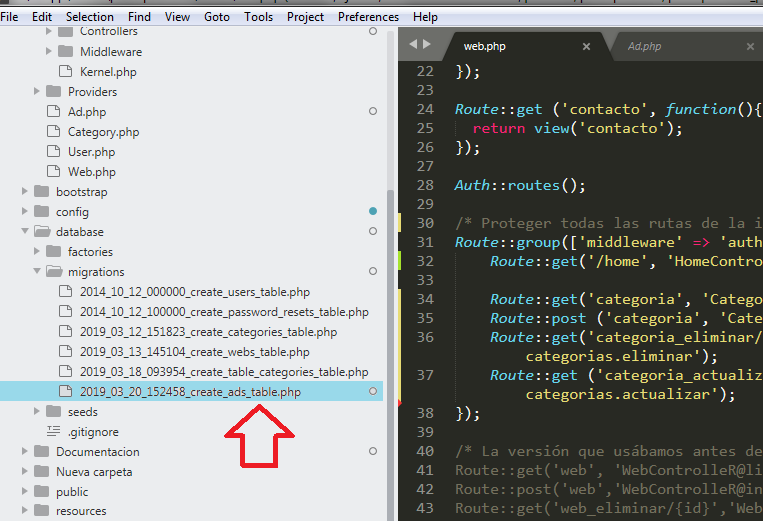 File Edit Selection Find View Goto Tools Project Preferences Help
Controllers
Middleware
Kernel.php
Providers
Ad.php
Category.php
User.php
Web.php
bootstrap
config
database
factories
migrations
2014_10_12_000000_create_users_table.php
2014_10_12_100000_create_password_resets_table.php
2019_03_12_151823_create_categories_table.php
2019_03_13_145104_create_webs_table.php
2019_03_18_093954_create_table_categories_table.php
2019_03_20_152458_create_ads_table.php
seeds
.gitignore
Documentacion
Nueva carpeta
public
resources
web.php × Ad.php ×
22 });
23
24 Route::get ('contacto', function(){
25 return view('contacto');
26 });
27
28 Auth::routes();
29
30 /* Proteger todas las rutas de la i
31 Route::group(['middleware' => 'auth
32 Route::get('/home', 'HomeContro
33
34 Route::get('categoria', 'Catego
35 Route::post ('categoria', 'Cate
36 Route::get('categoria_eliminar/
categorias.eliminar');
37 Route::get ('categoria_actualiz
categorias.actualizar');
38 });
39
40 /* La versión que usábamos antes de
41 Route::get('web', 'WebControlleR@li
42 Route::post('web','WebControlleR@in
43 Route::get('web_eliminar/{id}','Web